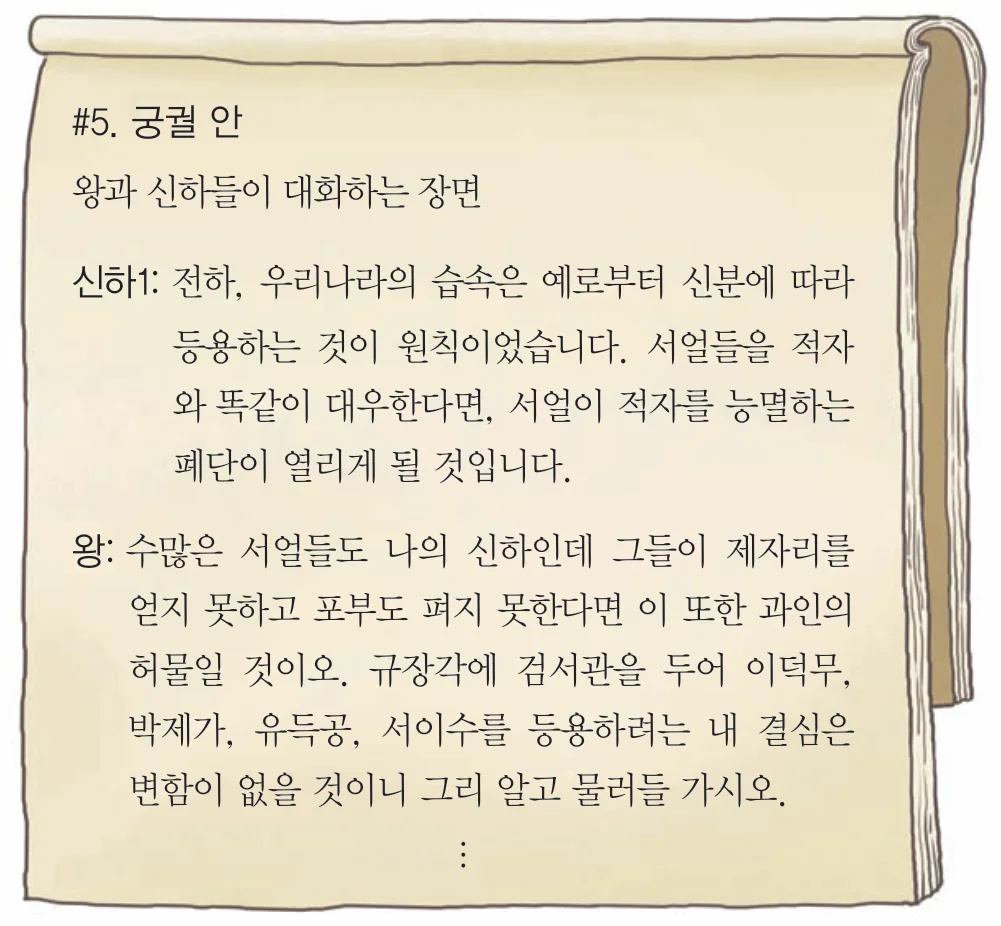 #5. 궁궐 안
왕과 신하들이 대화하는 장면
신하1: 전하, 우리나라의 습속은 예로부터 신분에 따라
등용하는 것이 원칙이었습니다. 서얼들을 적자
와 똑같이 대우한다면, 서얼이 적자를 능멸하는
폐단이 열리게 될 것입니다.
왕: 수많은 서얼들도 나의 신하인데 그들이 제자리를
얻지 못하고 포부도 펴지 못한다면 이 또한 과인의
허물일 것이오. 규장각에 검서관을 두어 이덕무,
박제가, 유득공, 서이수를 등용하려는 내 결심은
변함이 없을 것이니 그리 알고 물러들 가시오.
⋮